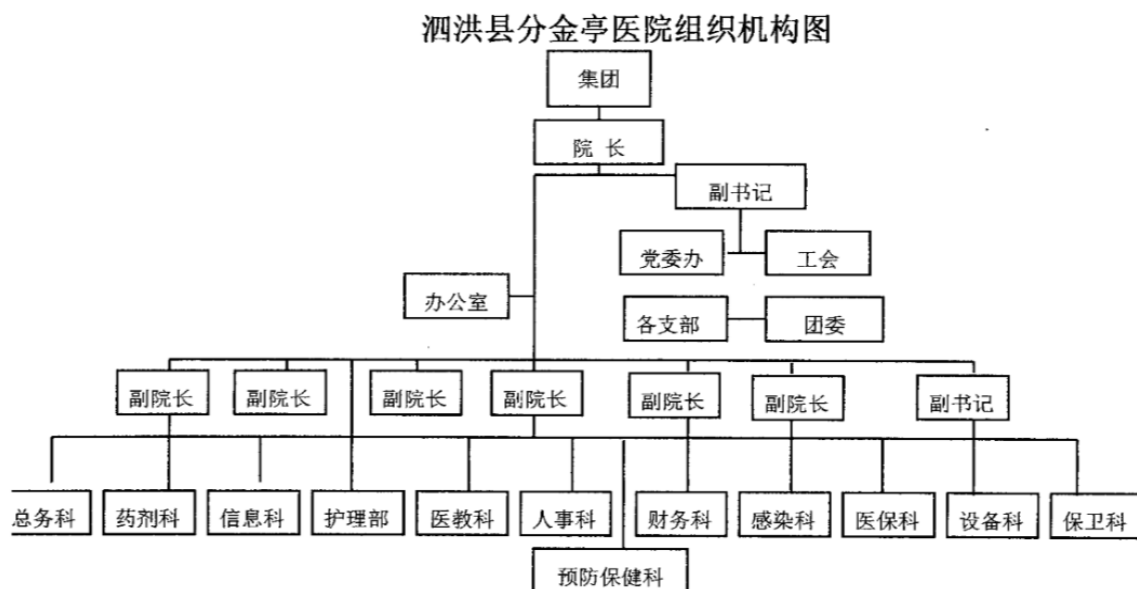 泗洪县分金亭医院组织机构图
集团
院 长
副书记
党委办
工会
办公室
各支部
团委
副院长
副院长
副院长
副院长
副院长
副院长
副书记
总务科
药剂科
信息科
护理部
医教科
人事科
财务科
感染科
医保科
设备科
保卫科
预防保健科